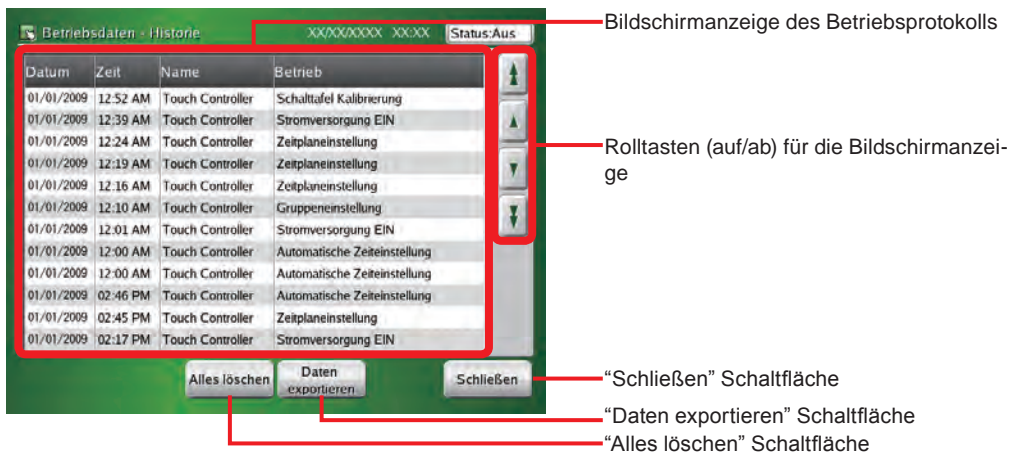 Bildschirmanzeige des Betriebsprotokolls
Betriebsdaten - Historie XX/XX/XXXX XX:XX Status:Aus
Datum Zeit Name Betrieb
01/01/2009 12:52 AM Touch Controller Schalttafel Kalibrierung
01/01/2009 12:39 AM Touch Controller Stromversorgung EIN
01/01/2009 12:24 AM Touch Controller Zeitplaneinstellung
01/01/2009 12:19 AM Touch Controller Zeitplaneinstellung
01/01/2009 12:16 AM Touch Controller Zeitplaneinstellung
01/01/2009 12:10 AM Touch Controller Gruppeneinstellung
01/01/2009 12:01 AM Touch Controller Stromversorgung EIN
01/01/2009 12:00 AM Touch Controller Automatische Zeiteinstellung
01/01/2009 12:00 AM Touch Controller Automatische Zeiteinstellung
01/01/2009 02:46 PM Touch Controller Automatische Zeiteinstellung
01/01/2009 02:45 PM Touch Controller Zeitplaneinstellung
01/01/2009 02:17 PM Touch Controller Stromversorgung EIN
Rolltasten (auf/ab) für die Bildschirmanzei-
ge
Alles löschen
Daten
exportieren
Schließen
“Schließen” Schaltfläche
“Daten exportieren” Schaltfläche
“Alles löschen” Schaltfläche